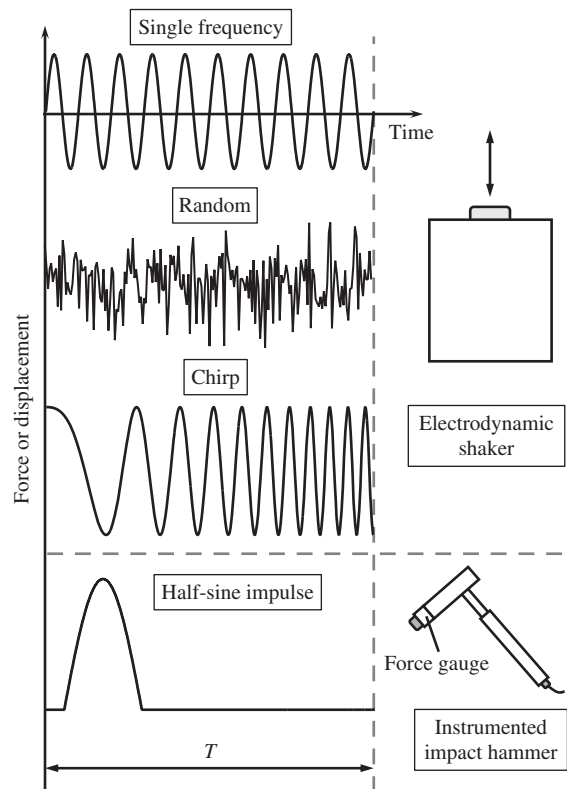 Single frequency
Time
Random
Chirp
Force or displacement
Electrodynamic
shaker
Half-sine impulse
Force gauge
T
Instrumented
impact hammer